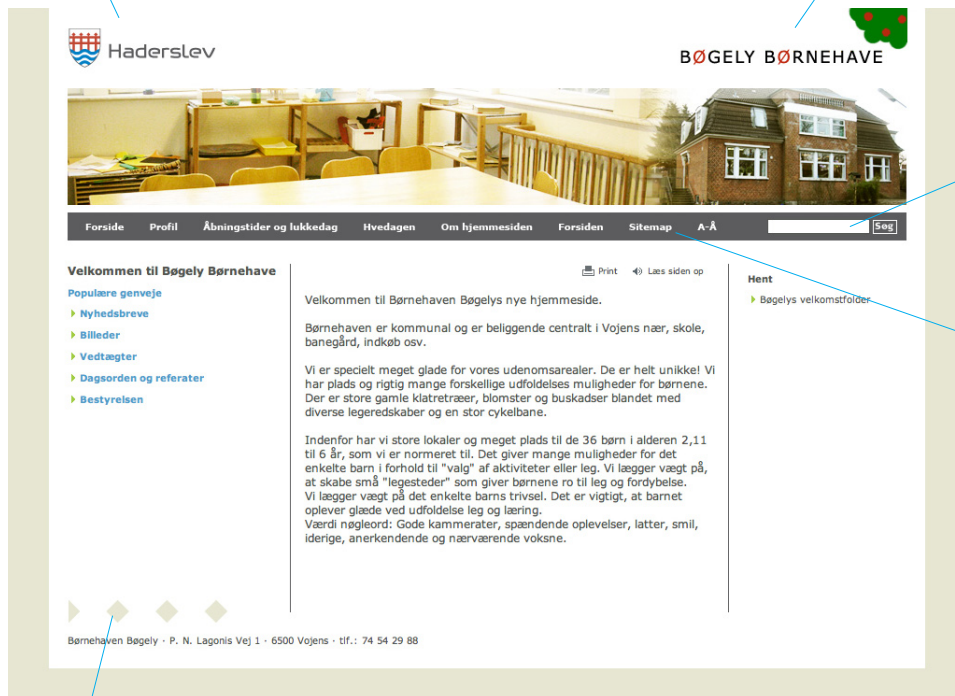 Haderslev
BØGELY BØRNEHAVE
Forside Profil Åbningstider og lukkedag Hvedagen Om hjemmesiden Forsiden Sitemap A-Å Søg
Velkommen til Bøgely Børnehave
Populære genveje
Nyhedsbreve
Billeder
Vedtægter
Dagsorden og referater
Bestyrelsen
Print Læs siden op
Velkommen til Børnehaven Bøgelys nye hjemmeside.
Børnehaven er kommunal og er beliggende centralt i Vojens nær, skole,
banegård, indkøb osv.
Vi er specielt meget glade for vores udenomsarealer. De er helt unikke! Vi
har plads og rigtig mange forskellige udfoldelses muligheder for børnene.
Der er store gamle klatretræer, blomster og buskadser blandet med
diverse legeredskaber og en stor cykelbane.
Indenfor har vi store lokaler og meget plads til de 36 børn i alderen 2,11
til 6 år, som vi er normeret til. Det giver mange muligheder for det
enkelte barn i forhold til "valg" af aktiviteter eller leg. Vi lægger vægt på,
at skabe små "legesteder" som giver børnene ro til leg og fordybelse.
Vi lægger vægt på det enkelte barns trivsel. Det er vigtigt, at barnet
oplever glæde ved udfoldelse leg og læring.
Værdi nøgleord: Gode kammerater, spændende oplevelser, latter, smil,
iderige, anerkendende og nærværende voksne.
Hent
Bøgelys velkomstfolder
Børnehaven Bøgely · P. N. Lagonis Vej 1 · 6500 Vojens · tlf.: 74 54 29 88